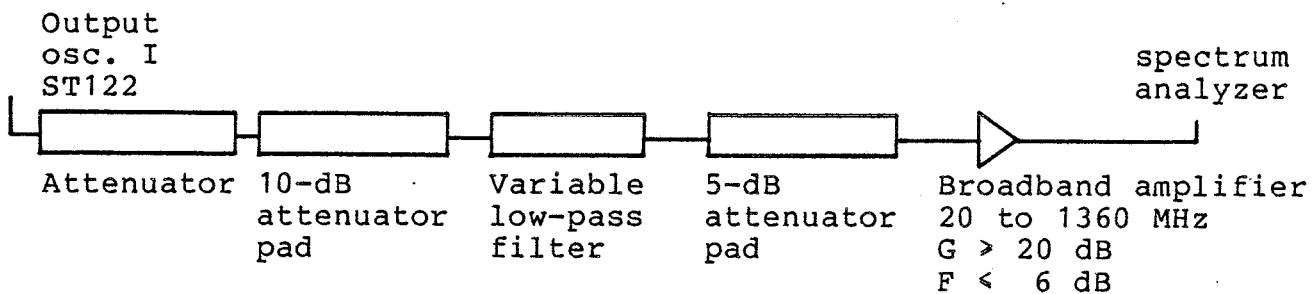 Output
osc. I
ST122
spectrum
analyzer
Attenuator
10-dB
attenuator
pad
Variable
low-pass
filter
5-dB
attenuator
pad
Broadband amplifier
20 to 1360 MHz
G > 20 dB
F < 6 dB